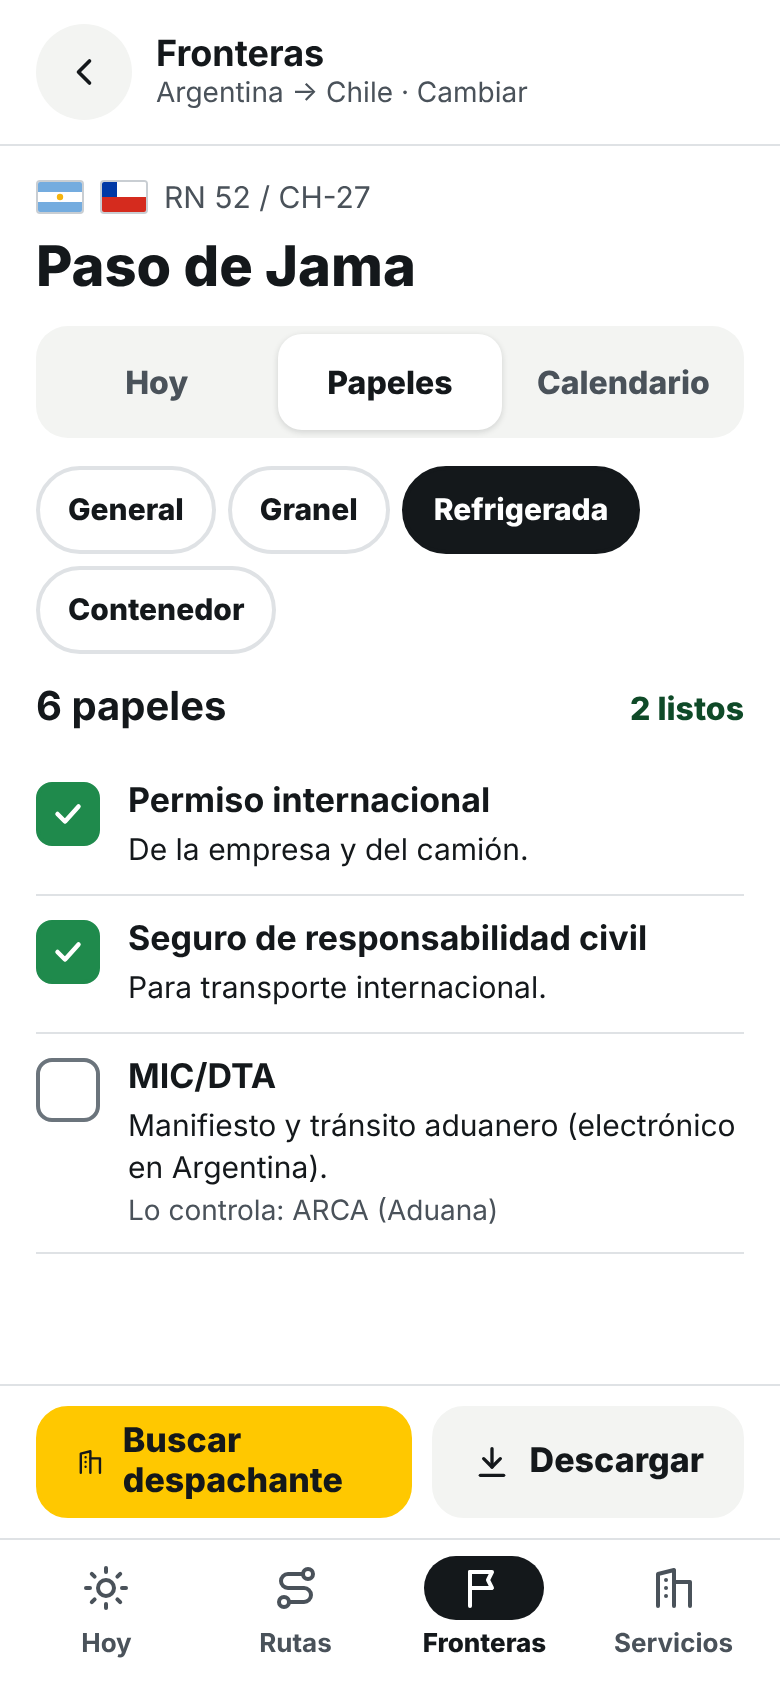 Fronteras
Argentina → Chile · Cambiar
RN 52 / CH-27
Paso de Jama
Hoy
Papeles
Calendario
General
Granel
Refrigerada
Contenedor
6 papeles
2 listos
Permiso internacional
De la empresa y del camión.
Seguro de responsabilidad civil
Para transporte internacional.
MIC/DTA
Manifiesto y tránsito aduanero (electrónico
en Argentina).
Lo controla: ARCA (Aduana)
Buscar
despachante
Descargar
Hoy
Rutas
Fronteras
Servicios